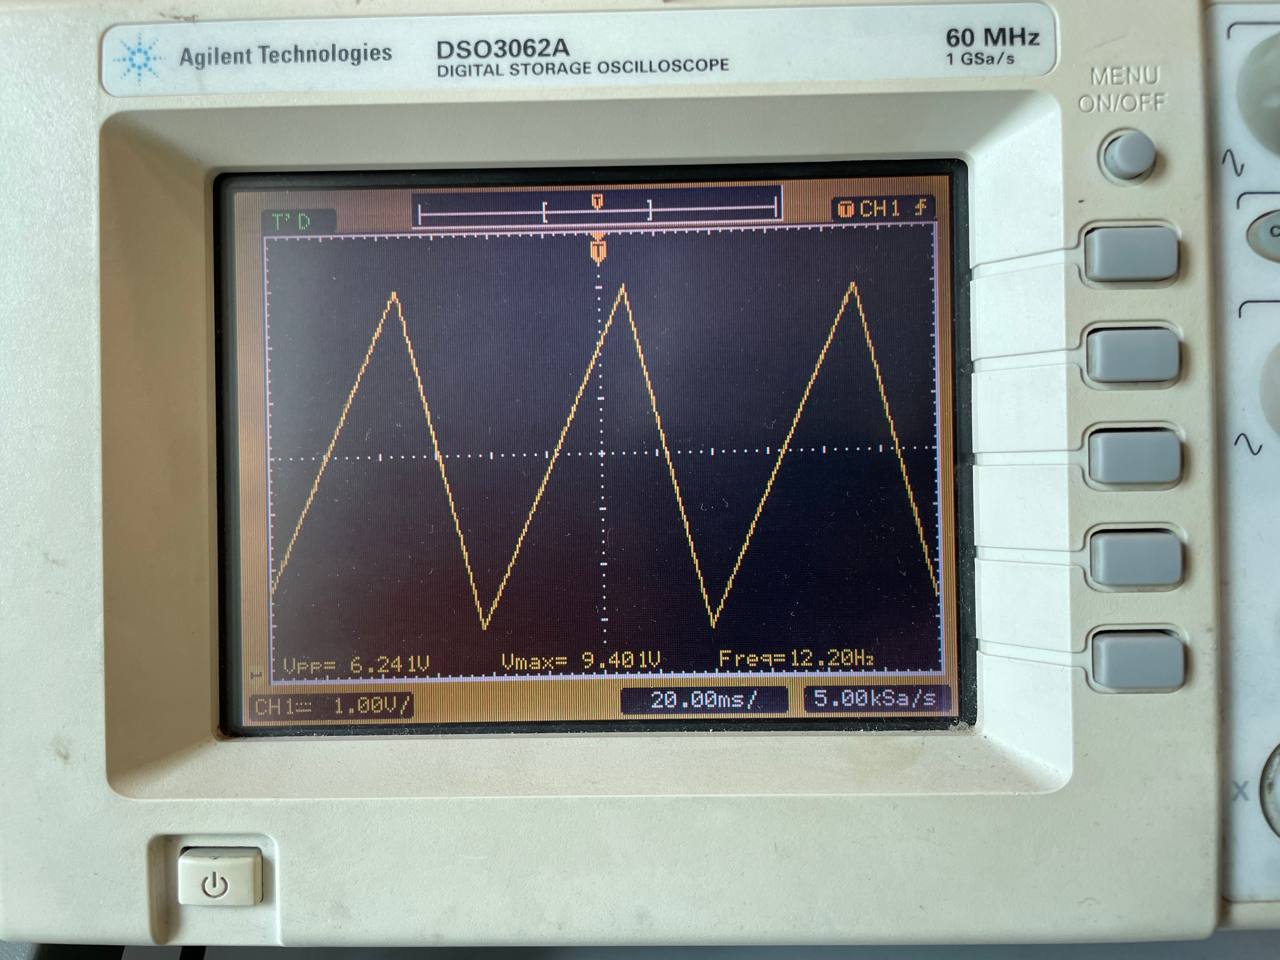 Agilent Technologies
DSO3062A
DIGITAL STORAGE OSCILLOSCOPE
60 MHz
1 GSa/s
MENU
ON/OFF
T'D
T
T CH1
T
Vpp= 6.241V
Vmax= 9.401V
Freq=12.20Hz
CH1 1.00V/
20.00ms/
5.00kSa/s
X